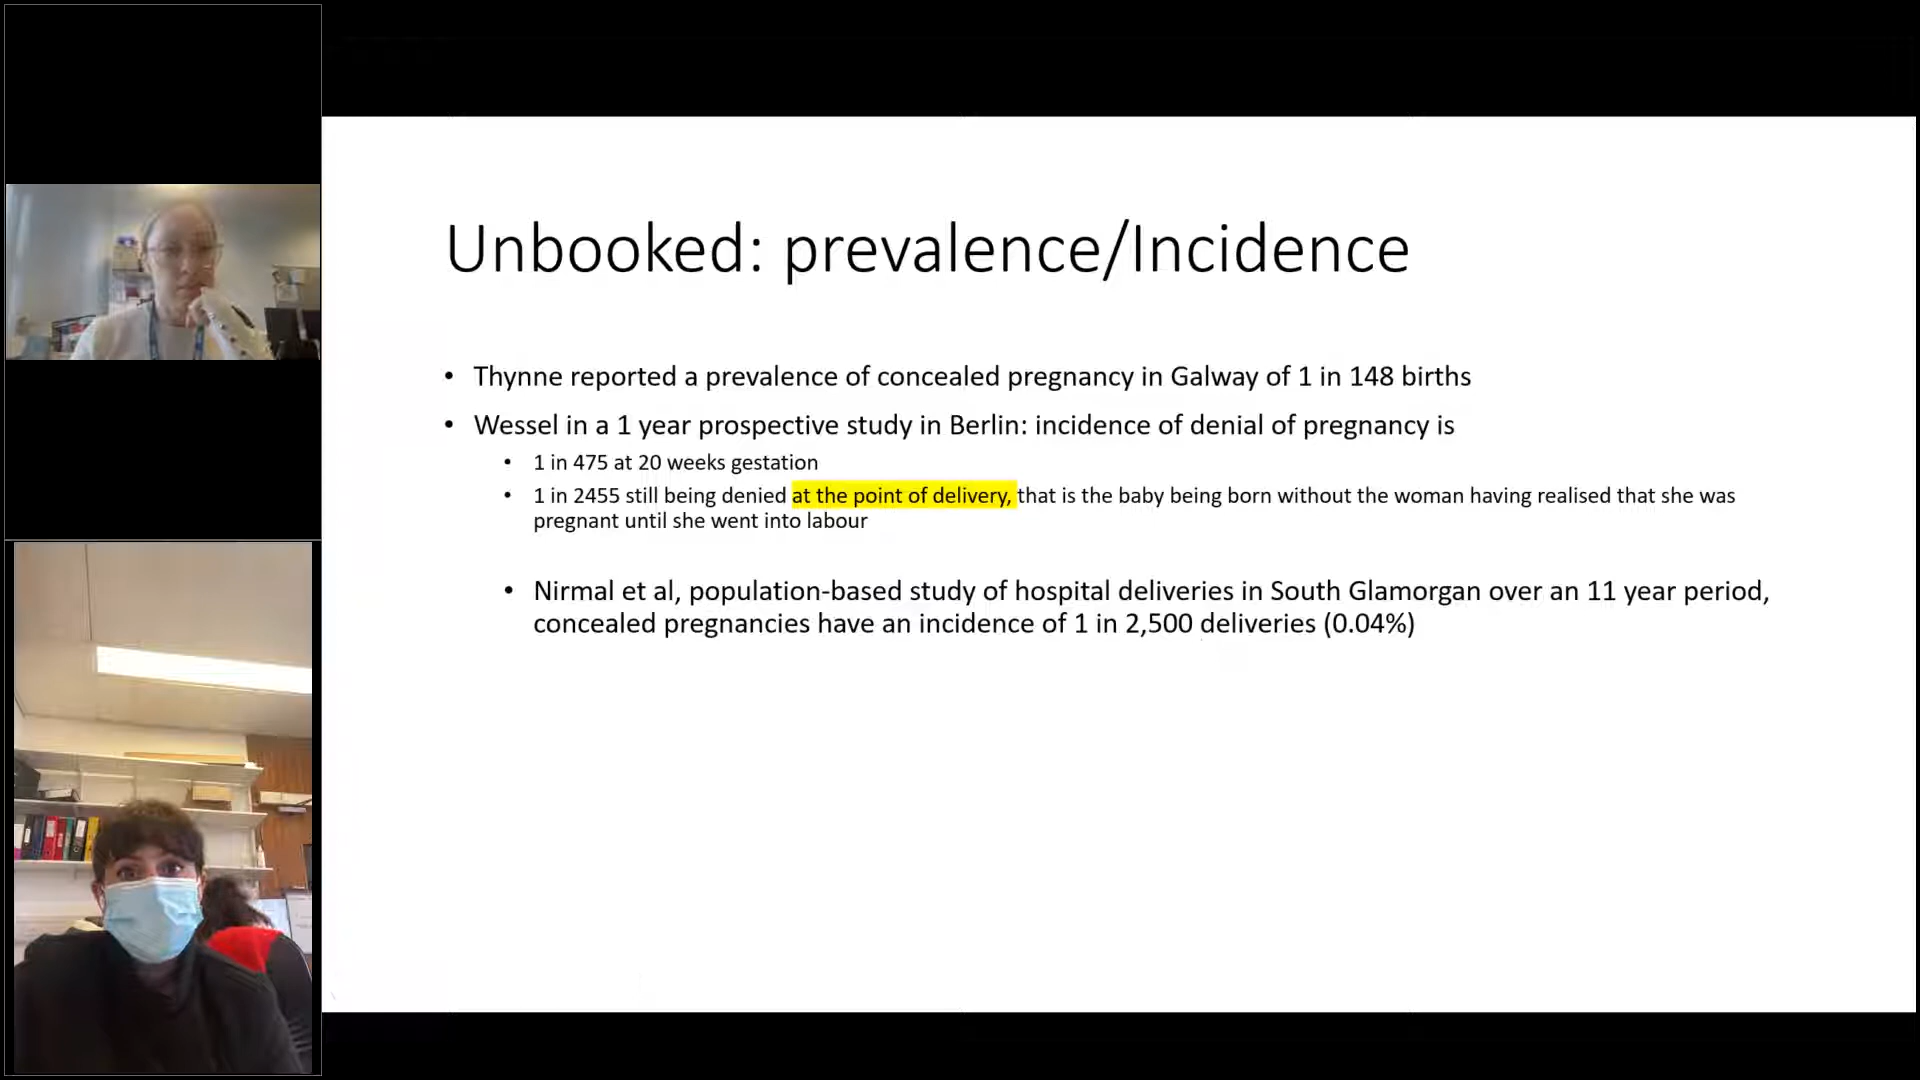 Unbooked: prevalence/Incidence
• Thynne reported a prevalence of concealed pregnancy in Galway of 1 in 148 births
• Wessel in a 1 year prospective study in Berlin: incidence of denial of pregnancy is
• 1 in 475 at 20 weeks gestation
• 1 in 2455 still being denied at the point of delivery, that is the baby being born without the woman having realised that she was
pregnant until she went into labour
• Nirmal et al, population-based study of hospital deliveries in South Glamorgan over an 11 year period,
concealed pregnancies have an incidence of 1 in 2,500 deliveries (0.04%)